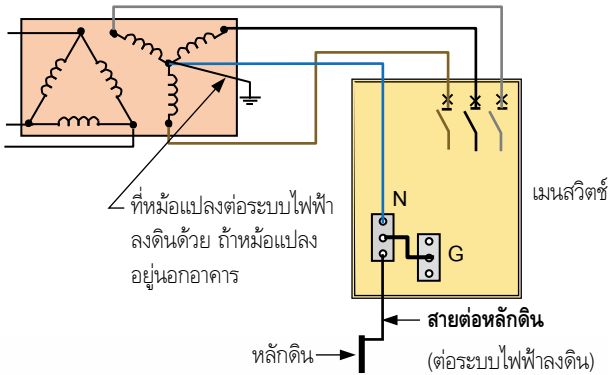 ที่หม้อแปลงต่อระบบไฟฟ้า
ลงดินด้วย ถ้าหม้อแปลง
อยู่นอกอาคาร
เมนสวิตช์
N
G
สายต่อหลักดิน
(ต่อระบบไฟฟ้าลงดิน)
หลักดิน